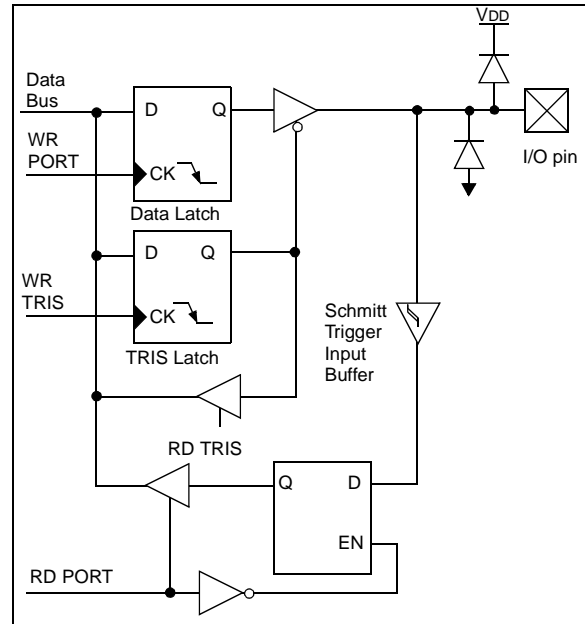 VDD
Data
Bus
D
Q
WR
PORT
CK
I/O pin
Data Latch
D
Q
WR
TRIS
CK
Schmitt
Trigger
Input
Buffer
TRIS Latch
RD TRIS
Q
D
EN
RD PORT